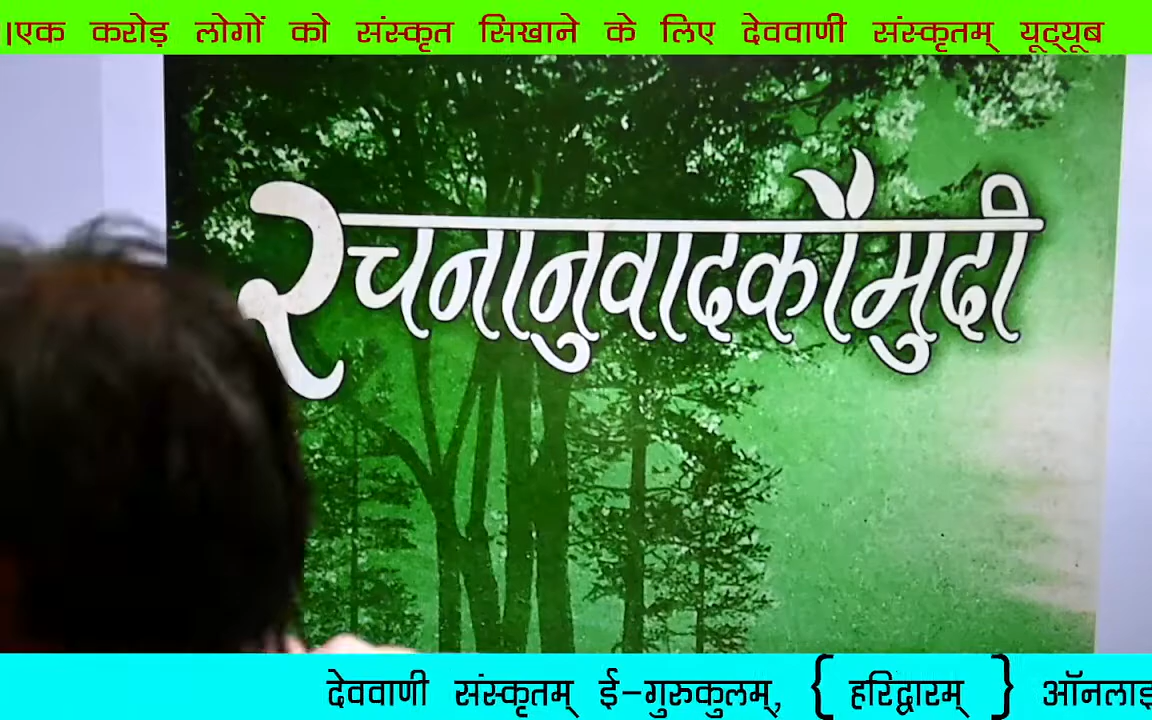 ।एक करोड़ लोगों को संस्कृत सिखाने के लिए देववाणी संस्कृतम् यूट्यूब
रचनानुवादकौमुदी
देववाणी संस्कृतम् ई-गुरुकुलम्, { हरिद्वारम् }